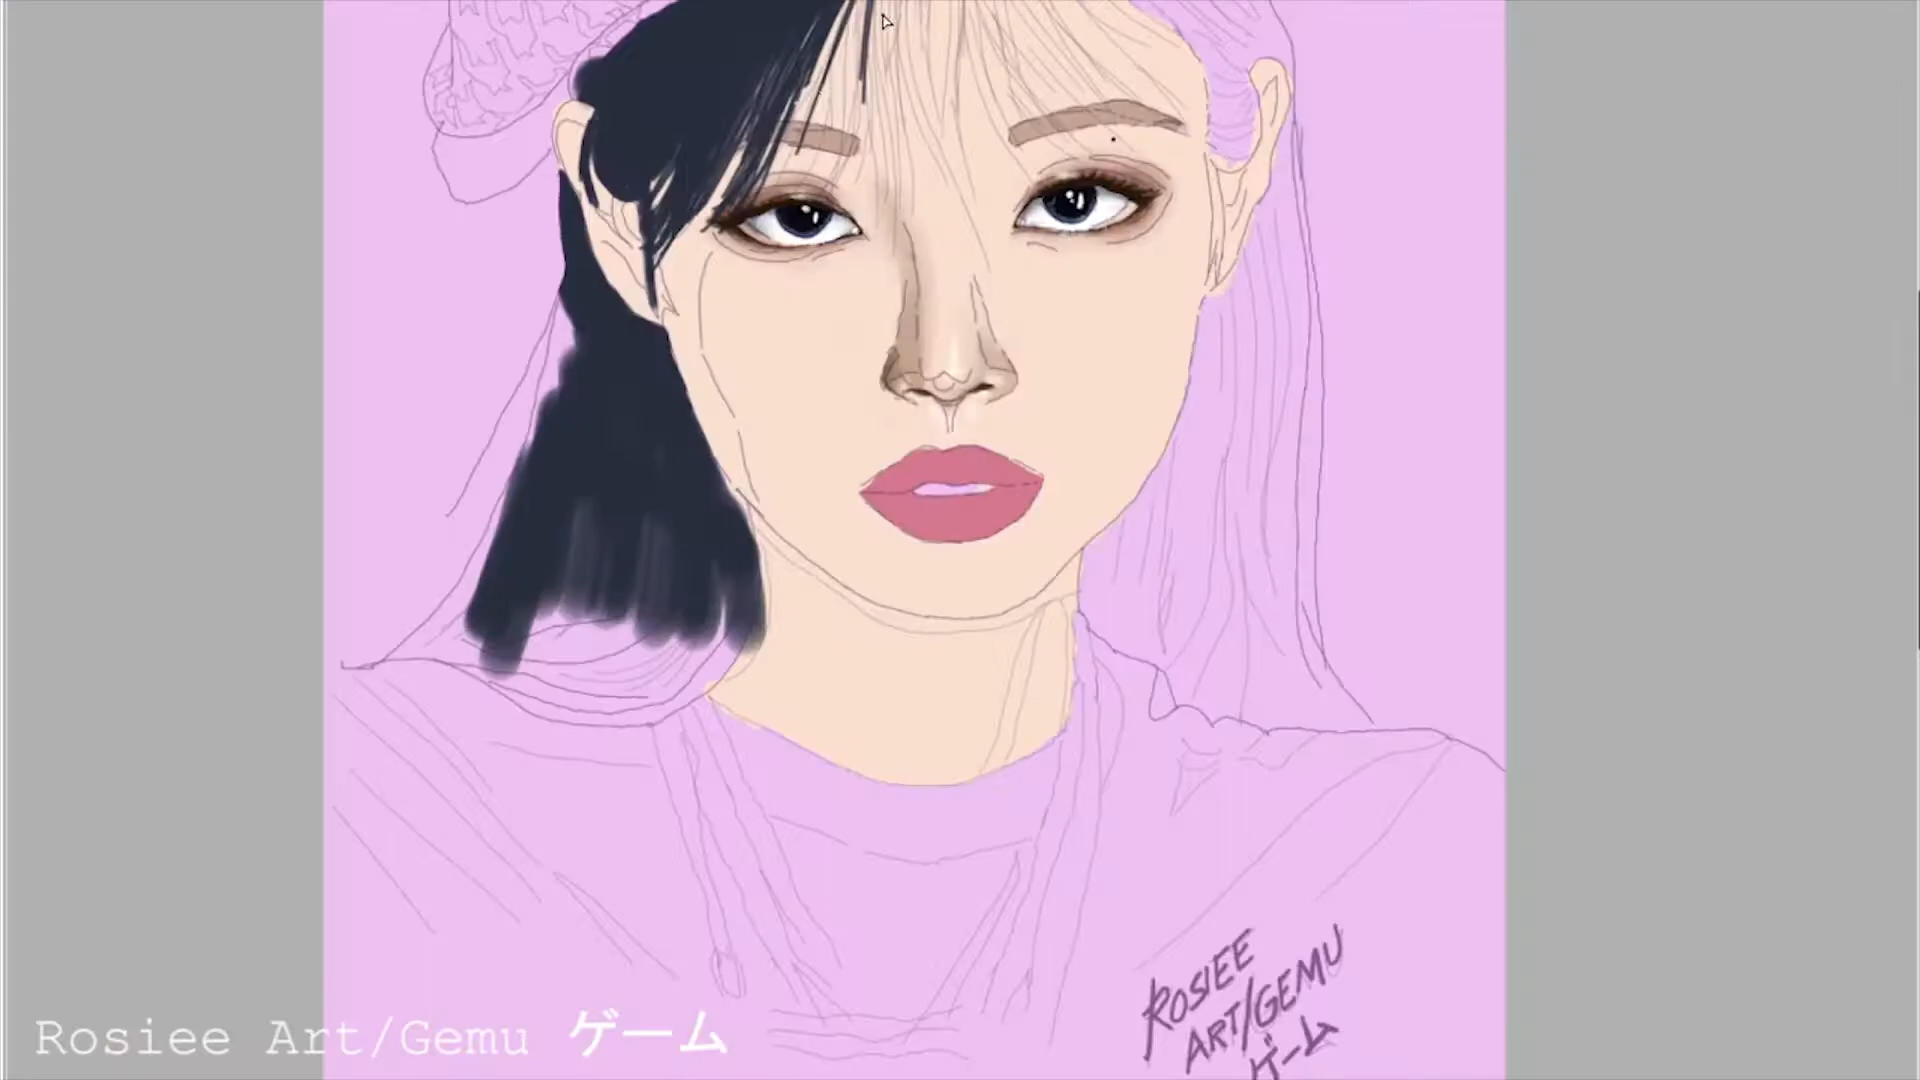 ROSIEE
ART/GEMU
ゲーム
Rosiee Art/Gemu ゲーム